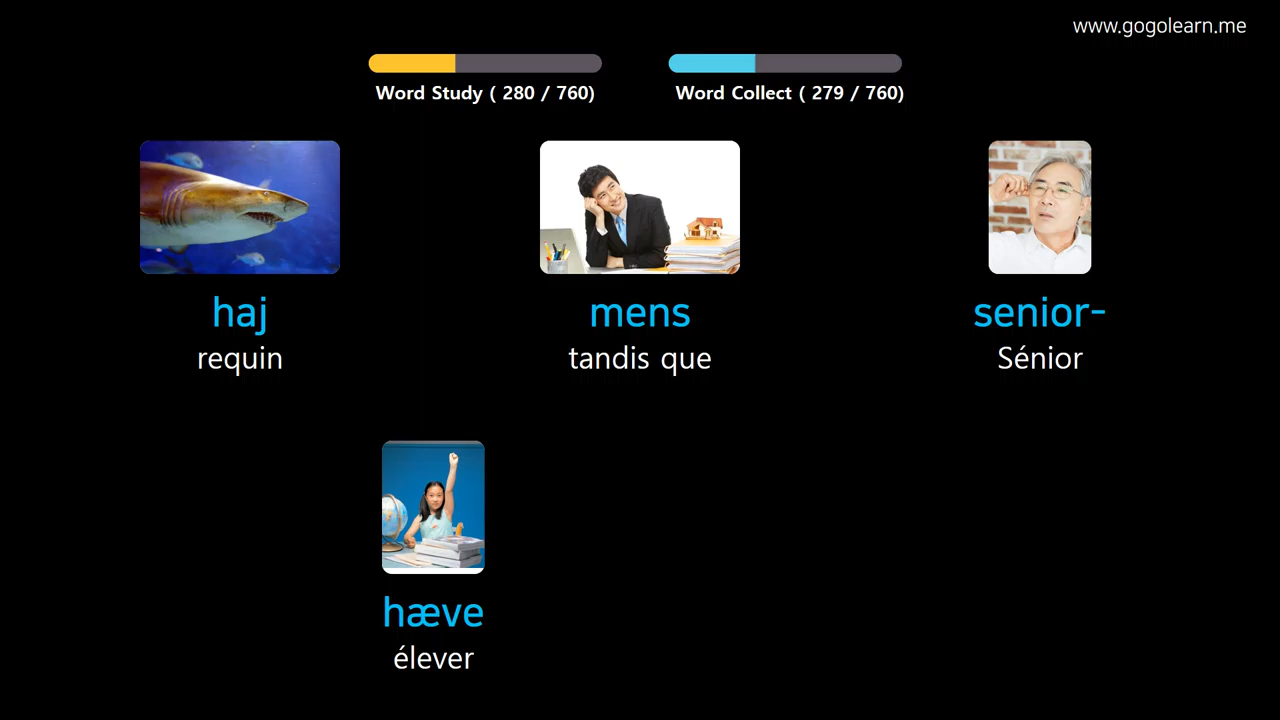 www.gogolearn.me
Word Study ( 280 / 760)
Word Collect ( 279 / 760)
haj
requin
mens
tandis que
senior-
Sénior
hæve
élever